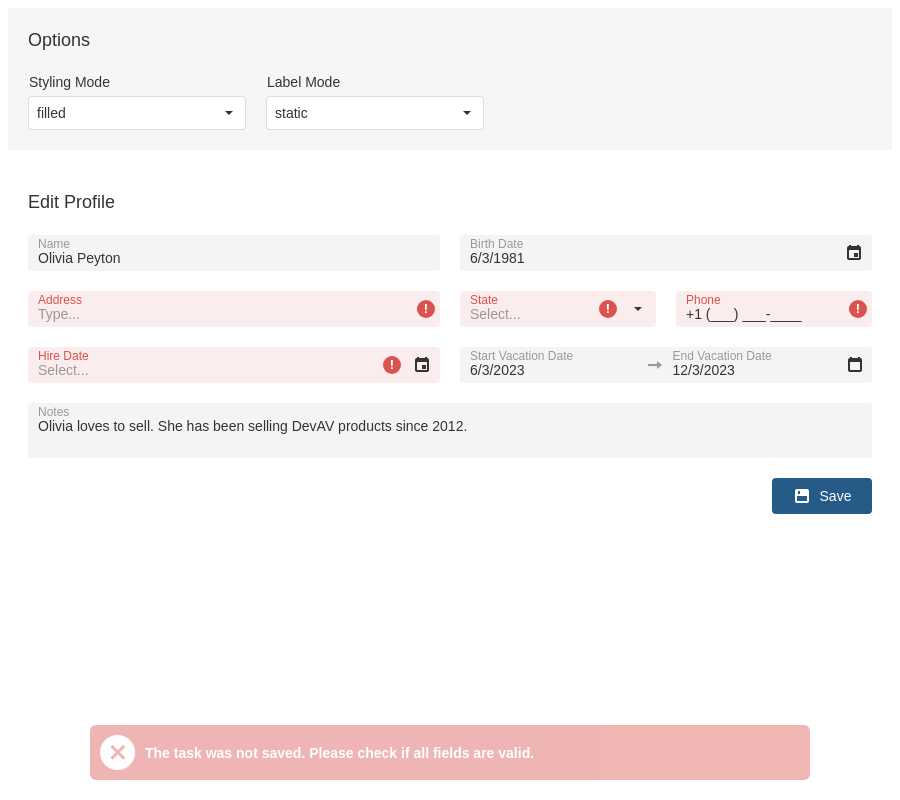 Options
Styling Mode Label Mode
filled static
Edit Profile
Name Birth Date
Olivia Peyton 6/3/1981
Address State Phone
Type... Select... +1 (___) ___-____
Hire Date Start Vacation Date End Vacation Date
Select... 6/3/2023 12/3/2023
Notes
Olivia loves to sell. She has been selling DevAV products since 2012.
Save
The task was not saved. Please check if all fields are valid.